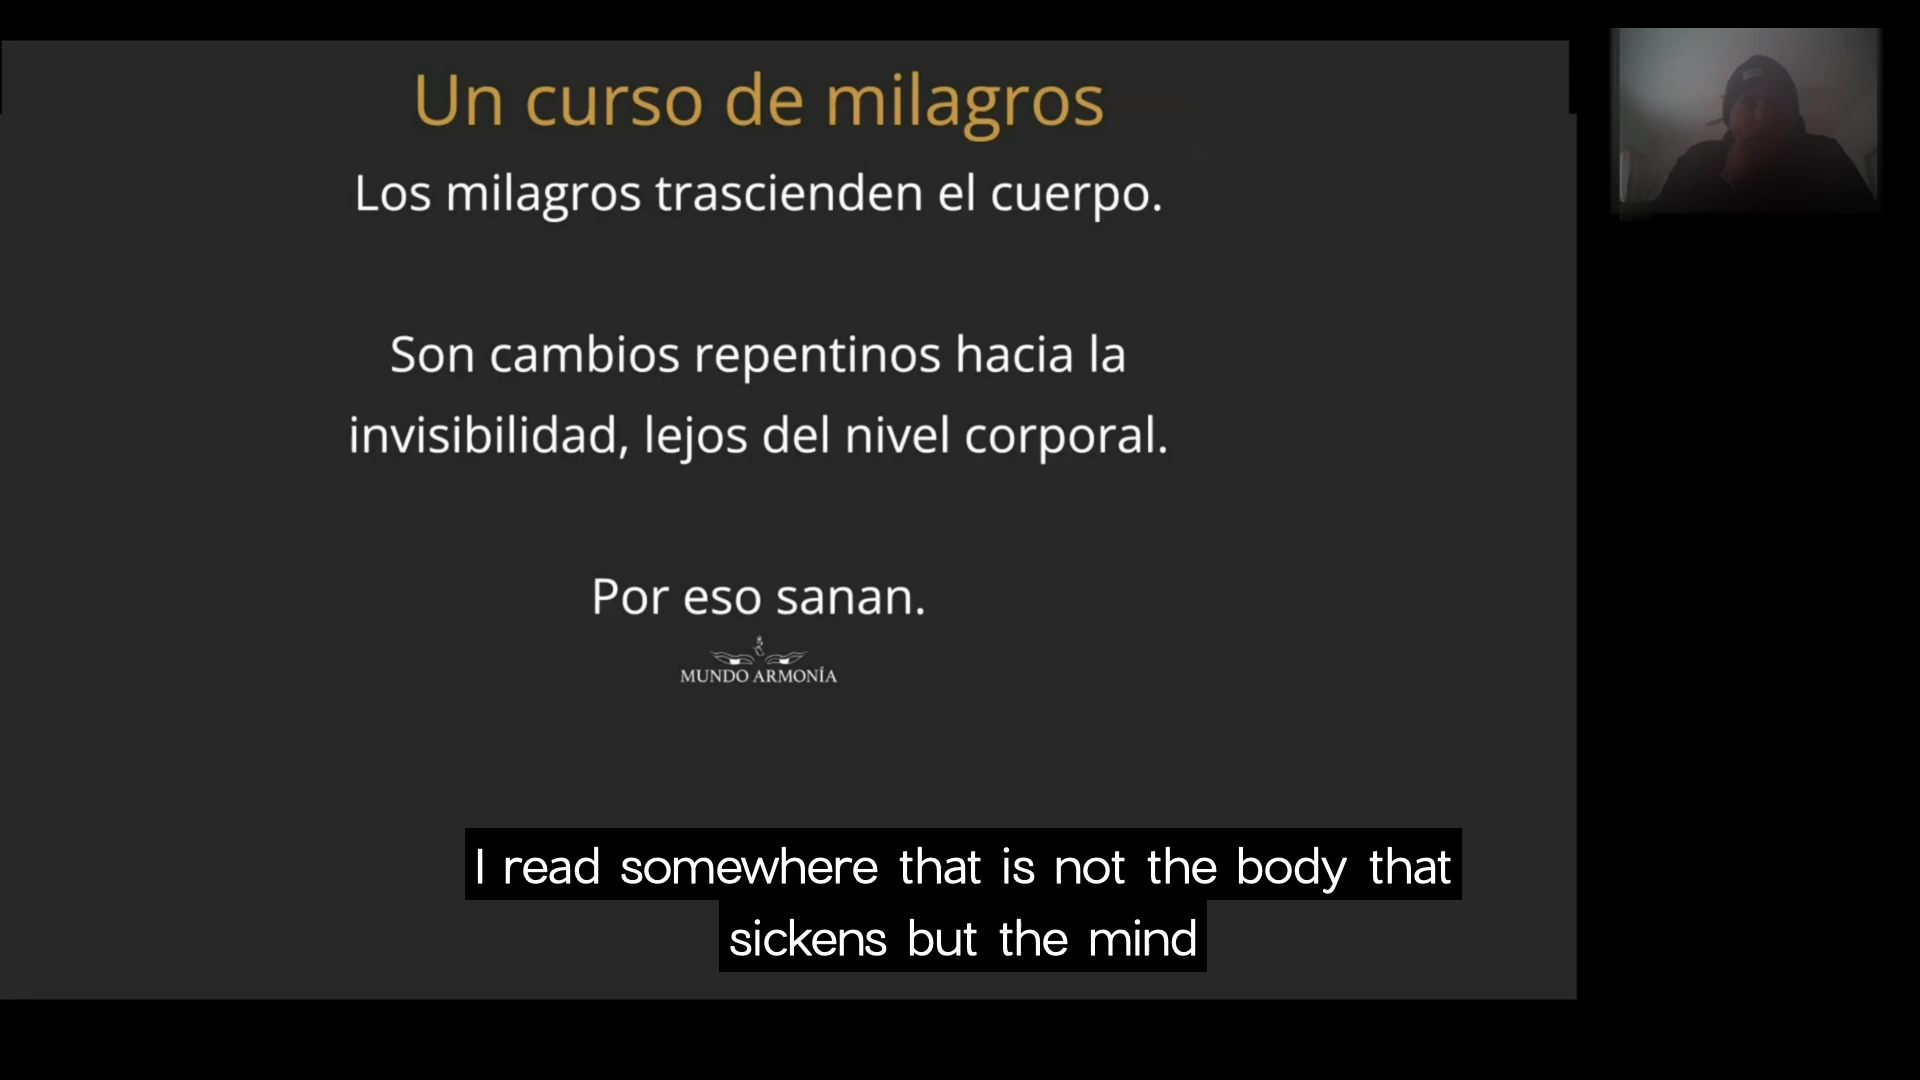 Un curso de milagros
Los milagros trascienden el cuerpo.
Son cambios repentinos hacia la
invisibilidad, lejos del nivel corporal.
Por eso sanan.
MUNDO ARMONÍA
I read somewhere that is not the body that
sickens but the mind